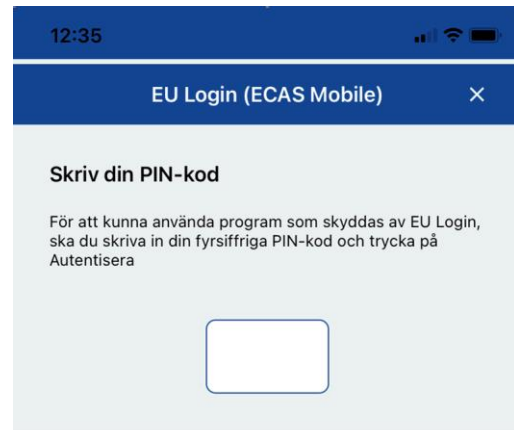 12:35
EU Login (ECAS Mobile)
Skriv din PIN-kod
För att kunna använda program som skyddas av EU Login,
ska du skriva in din fyrsiffriga PIN-kod och trycka på
Autentisera